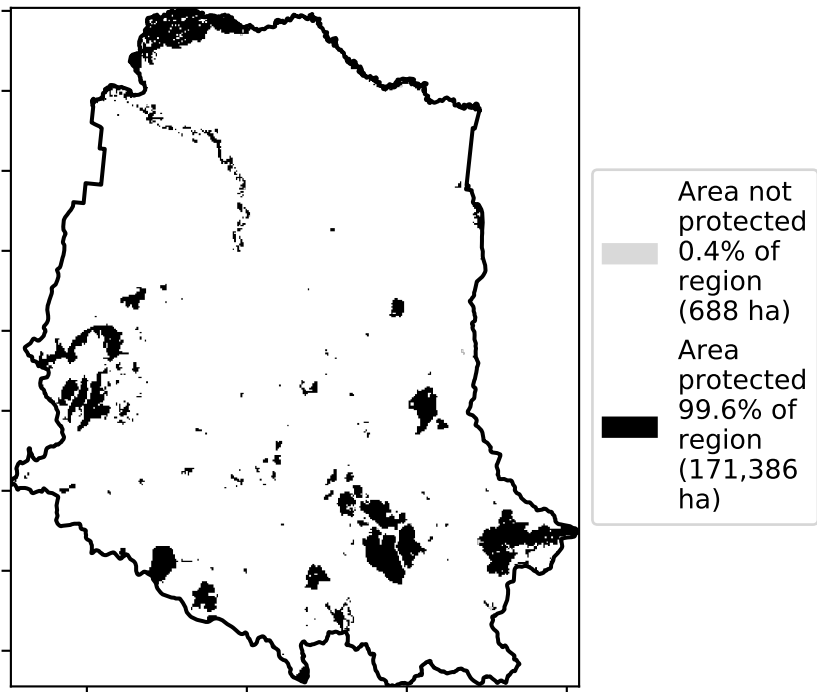 Area not
protected
0.4% of
region
(688 ha)
Area
protected
99.6% of
region
(171,386
ha)